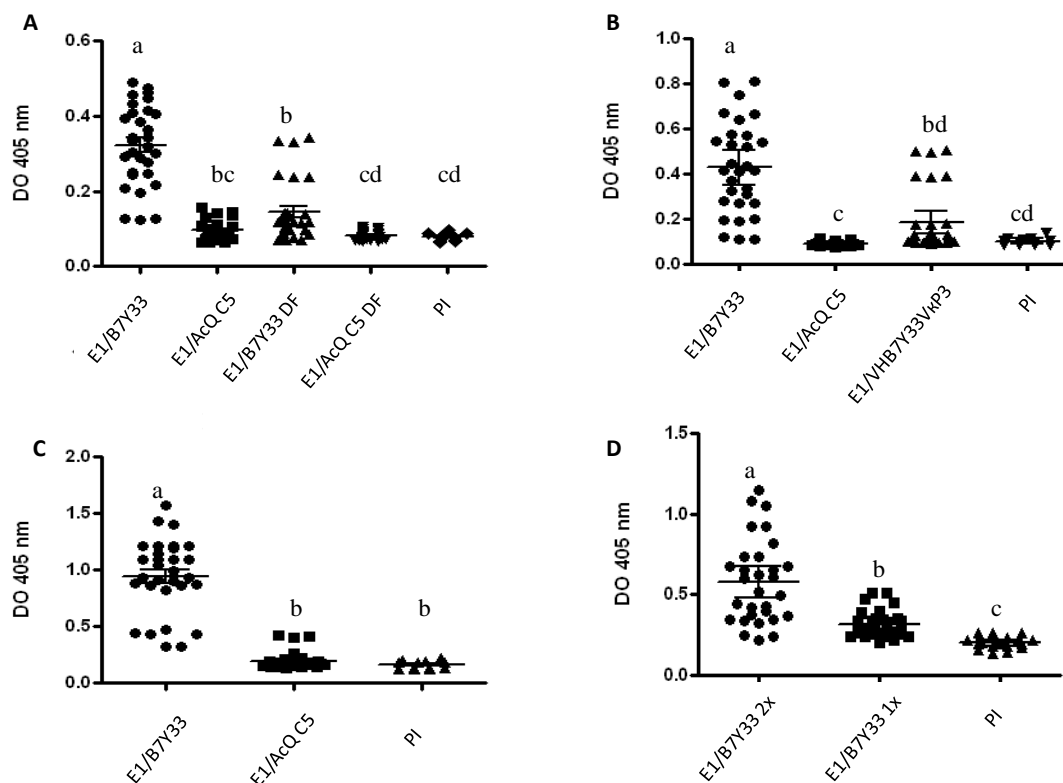 A
0.6
a
0.4
b
bc
cd
cd
0.2
0.0
DO 405 nm
E1/B7Y33
E1/AcQ C5
E1/B7Y33 DF
E1/AcQ C5 DF
PI
B
1.0
a
0.8
0.6
bd
0.4
c
cd
0.2
0.0
DO 405 nm
E1/B7Y33
E1/AcQ C5
E1/VHB7Y33VκP3
PI
C
2.0
a
1.5
1.0
b
b
0.5
0.0
DO 405 nm
E1/B7Y33
E1/AcQ C5
PI
D
1.5
a
1.0
b
c
0.5
0.0
DO 405 nm
E1/B7Y33 2x
E1/B7Y33 1x
PI